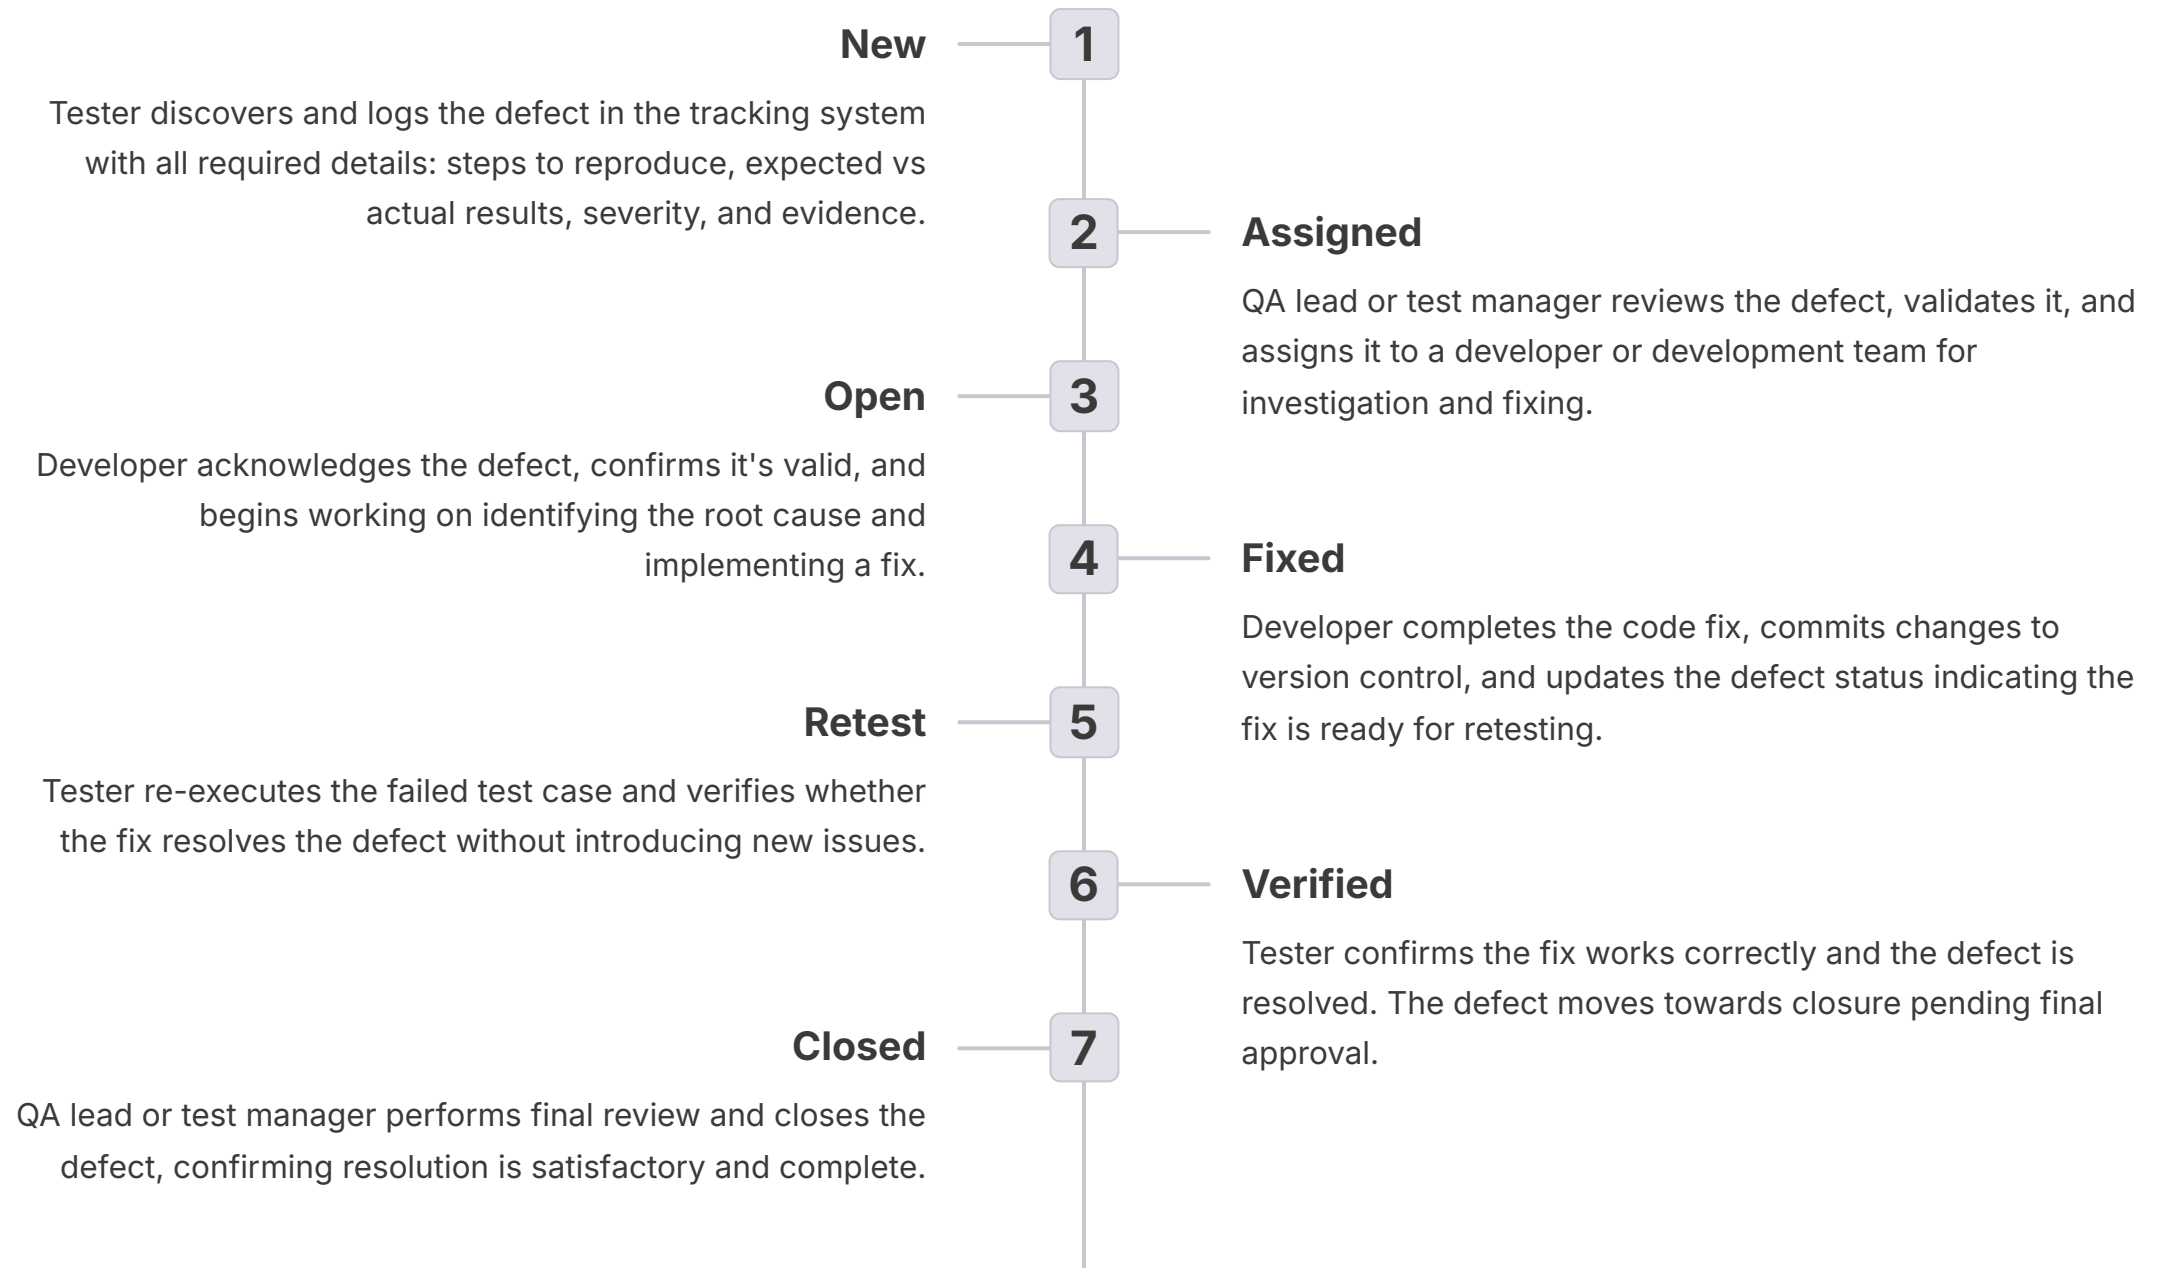 1
New
Tester discovers and logs the defect in the tracking system
with all required details: steps to reproduce, expected vs
actual results, severity, and evidence.
2
Assigned
QA lead or test manager reviews the defect, validates it, and
assigns it to a developer or development team for
investigation and fixing.
3
Open
Developer acknowledges the defect, confirms it's valid, and
begins working on identifying the root cause and
implementing a fix.
4
Fixed
Developer completes the code fix, commits changes to
version control, and updates the defect status indicating the
fix is ready for retesting.
5
Retest
Tester re-executes the failed test case and verifies whether
the fix resolves the defect without introducing new issues.
6
Verified
Tester confirms the fix works correctly and the defect is
resolved. The defect moves towards closure pending final
approval.
7
Closed
QA lead or test manager performs final review and closes the
defect, confirming resolution is satisfactory and complete.